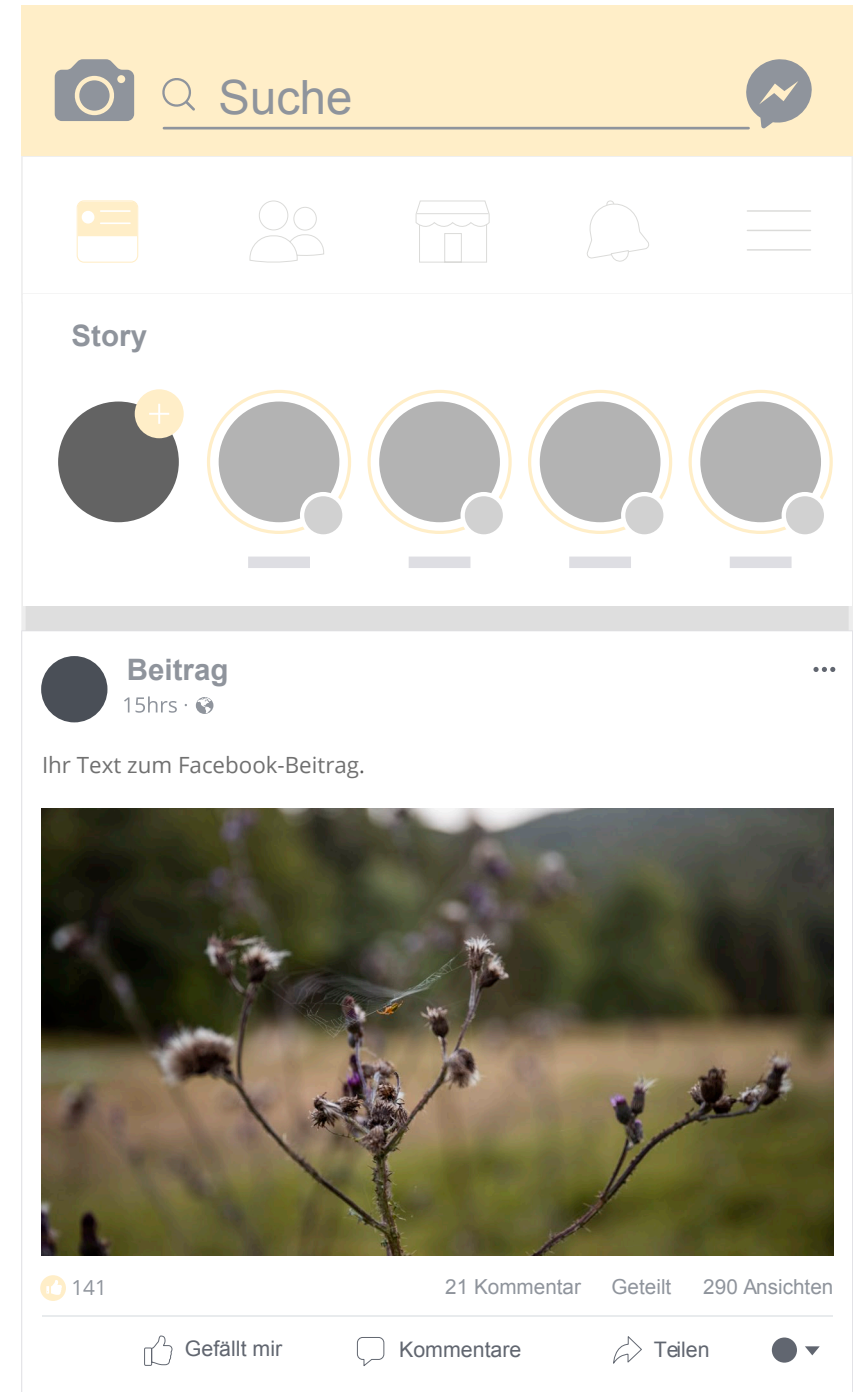 Suche
Story
Beitrag
15hrs ·
Ihr Text zum Facebook-Beitrag.
141
21 Kommentar Geteilt 290 Ansichten
Gefällt mir Kommentare Teilen